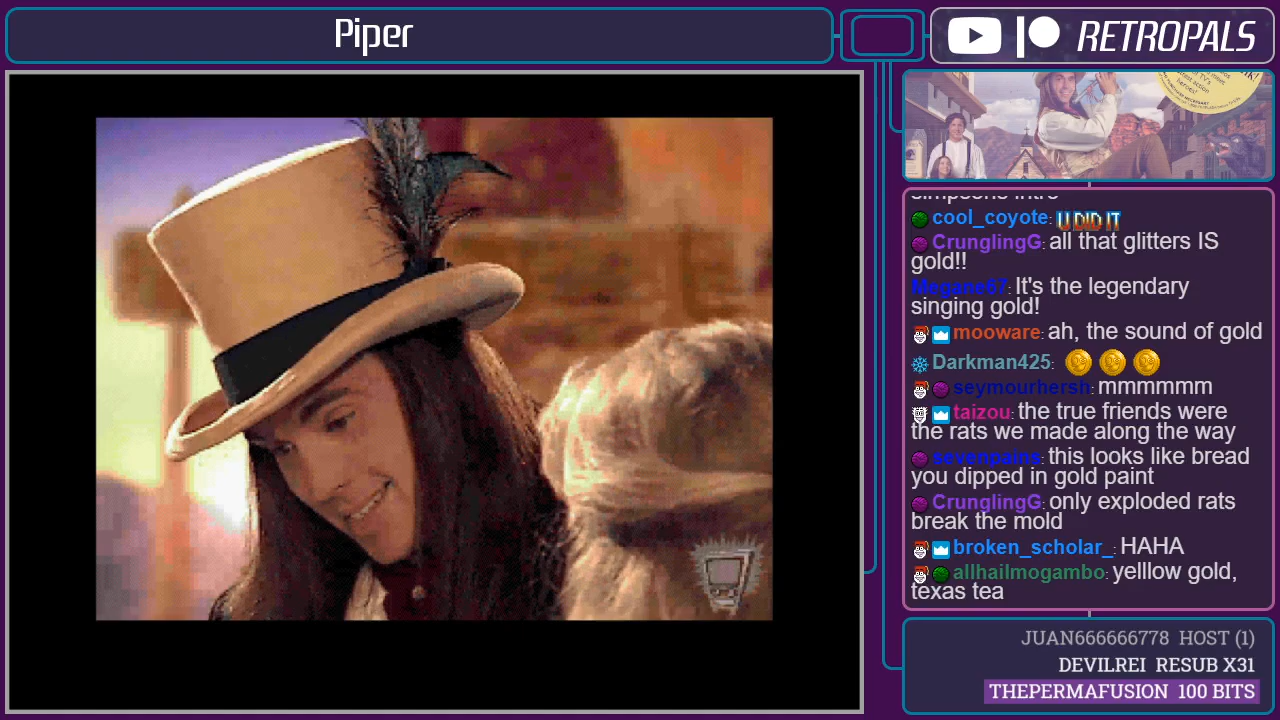 Piper
RETROPALS
cool_coyote: U DID IT
CrunglingG: all that glitters IS
gold!!
Megane67: It's the legendary
singing gold!
mooware: ah, the sound of gold
Darkman425:
seymourhersh: mmmmmm
taizou: the true friends were
the rats we made along the way
sevenpains: this looks like bread
you dipped in gold paint
CrunglingG: only exploded rats
break the mold
broken_scholar_: HAHA
allhailmogambo: yelllow gold,
texas tea
JUAN666666778 HOST (1)
DEVILREI RESUB X31
THEPERMAFUSION 100 BITS